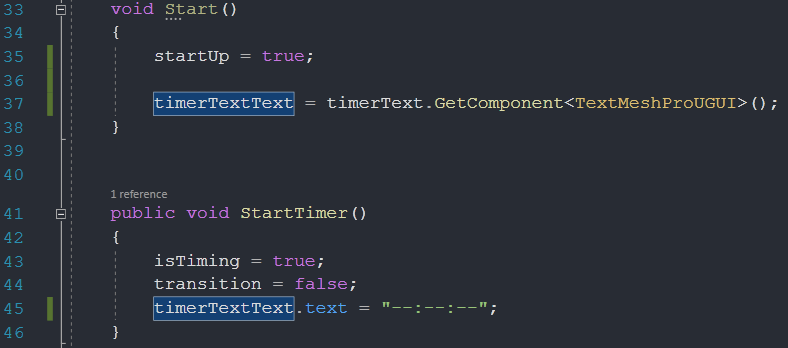 33 void Start()
34 {
35 startUp = true;
36
37 timerTextText = timerText.GetComponent<TextMeshProUGUI>();
38 }
39
40
1 reference
41 public void StartTimer()
42 {
43 isTiming = true;
44 transition = false;
45 timerTextText.text = "--:--:--";
46 }